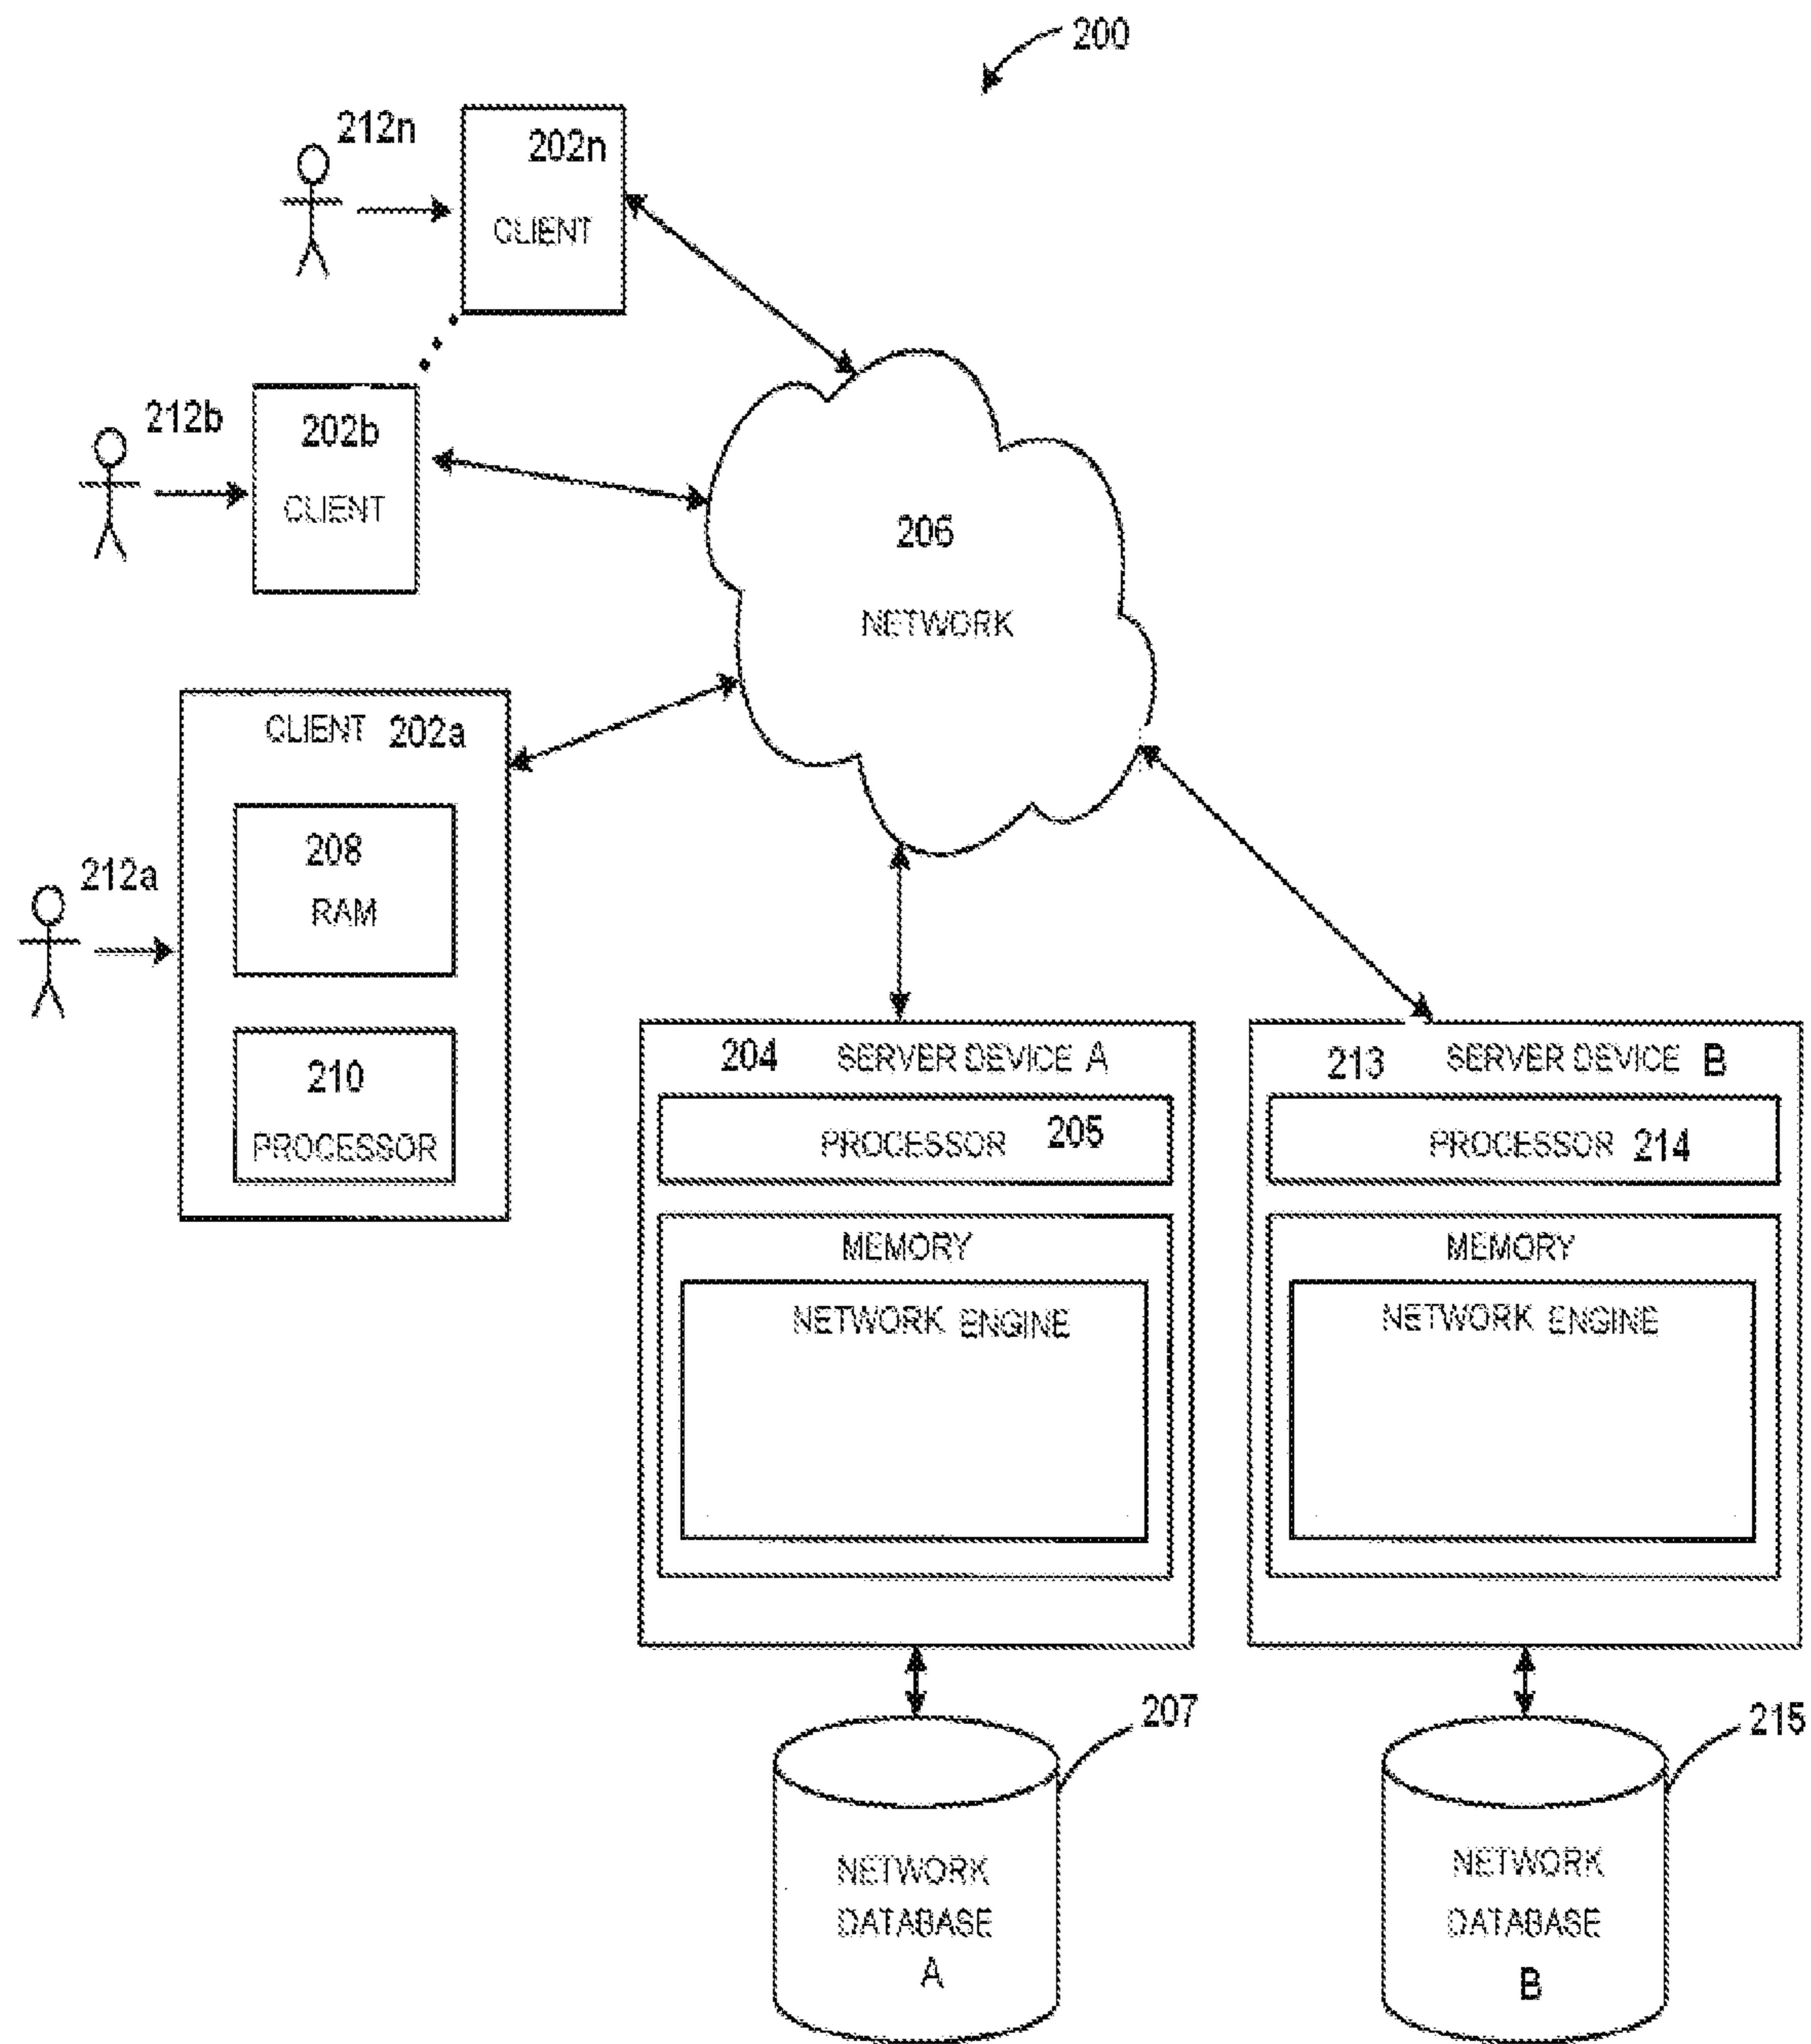 200
212n
202n
CLIENT
212b
202b
CLIENT
206
NETWORK
CLIENT 202a
208
RAM
212a
210
PROCESSOR
204 SERVER DEVICE A
PROCESSOR 205
MEMORY
NETWORK ENGINE
213 SERVER DEVICE B
PROCESSOR 214
MEMORY
NETWORK ENGINE
207
NETWORK
DATABASE
A
215
NETWORK
DATABASE
B